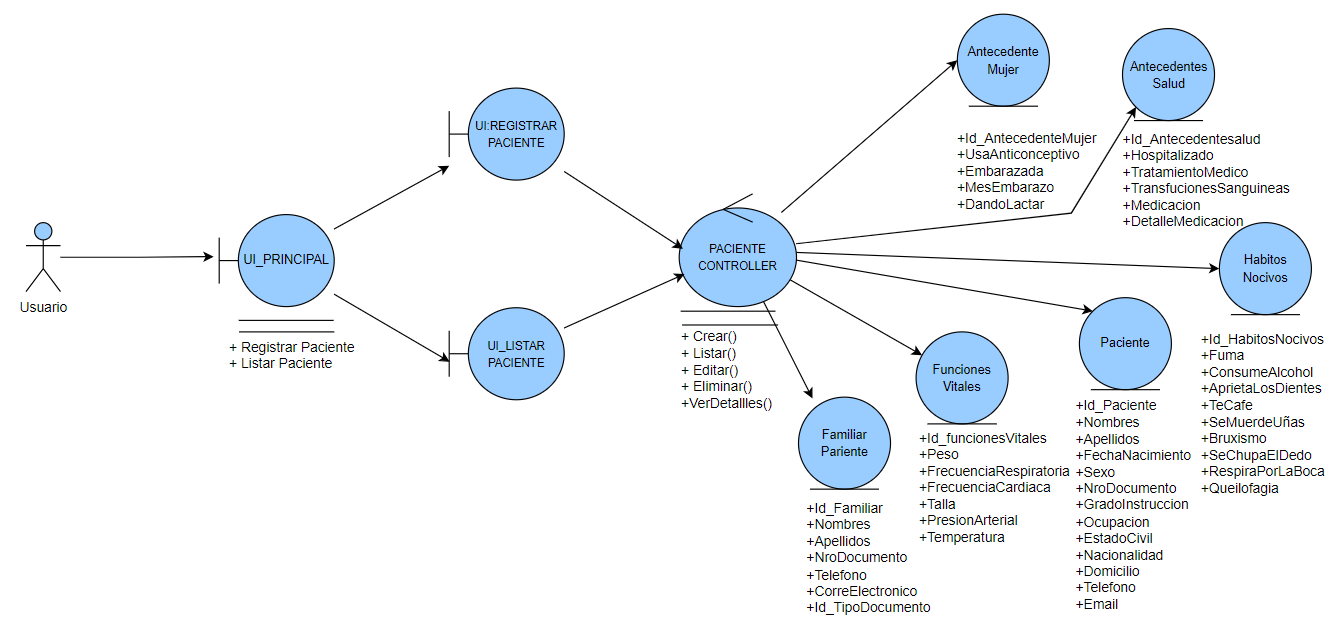 Usuario
UI_PRINCIPAL
+ Registrar Paciente
+ Listar Paciente
UI:REGISTRAR
PACIENTE
UI_LISTAR
PACIENTE
PACIENTE
CONTROLLER
+ Crear()
+ Listar()
+ Editar()
+ Eliminar()
+VerDetallles()
Antecedente
Mujer
+Id_AntecedenteMujer
+UsaAnticonceptivo
+Embarazada
+MesEmbarazo
+DandoLactar
Antecedentes
Salud
+Id_Antecedentesalud
+Hospitalizado
+TratamientoMedico
+TransfucionesSanguineas
+Medicacion
+DetalleMedicacion
Habitos
Nocivos
+Id_HabitosNocivos
+Fuma
+ConsumeAlcohol
+AprietaLosDientes
+TeCafe
+SeMuerdeUñas
+Bruxismo
+SeChupaElDedo
+RespiraPorLaBoca
+Queilofagia
Paciente
+Id_Paciente
+Nombres
+Apellidos
+FechaNacimiento
+Sexo
+NroDocumento
+GradoInstruccion
+Ocupacion
+EstadoCivil
+Nacionalidad
+Domicilio
+Telefono
+Email
Funciones
Vitales
+Id_funcionesVitales
+Peso
+FrecuenciaRespiratoria
+FrecuenciaCardiaca
+Talla
+PresionArterial
+Temperatura
Familiar
Pariente
+Id_Familiar
+Nombres
+Apellidos
+NroDocumento
+Telefono
+CorreElectronico
+Id_TipoDocumento